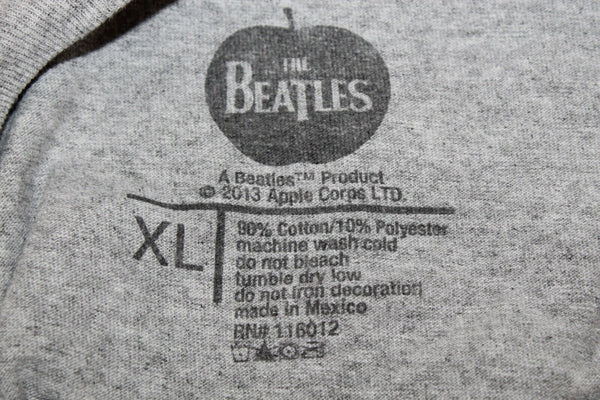 THE
BEATLES
A Beatles™ Product
© 2013 Apple Corps LTD.
XL
90% Cotton/10% Polyester
machine wash cold
do not bleach
tumble dry low
do not iron decoration
made in Mexico
RN# 116012